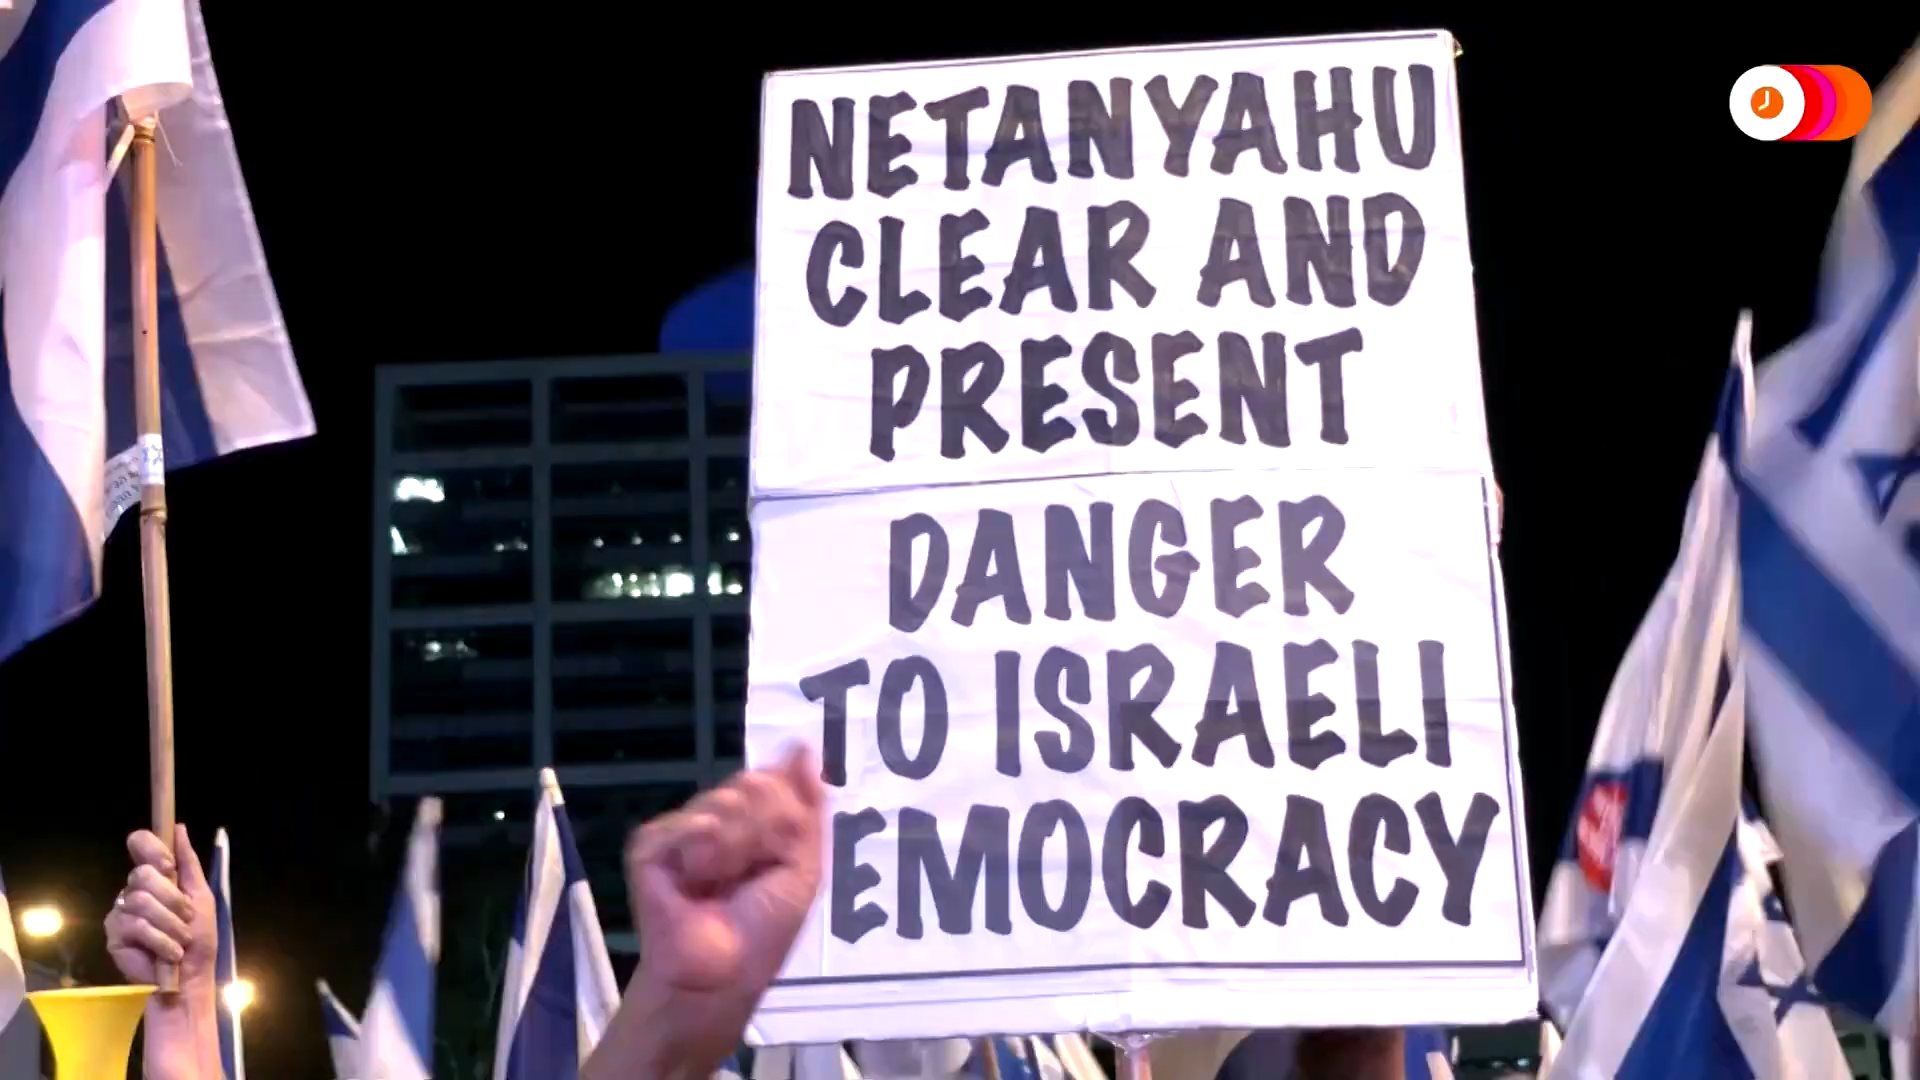 NETANYAHU
CLEAR AND
PRESENT
DANGER
TO ISRAELI
EMOCRACY